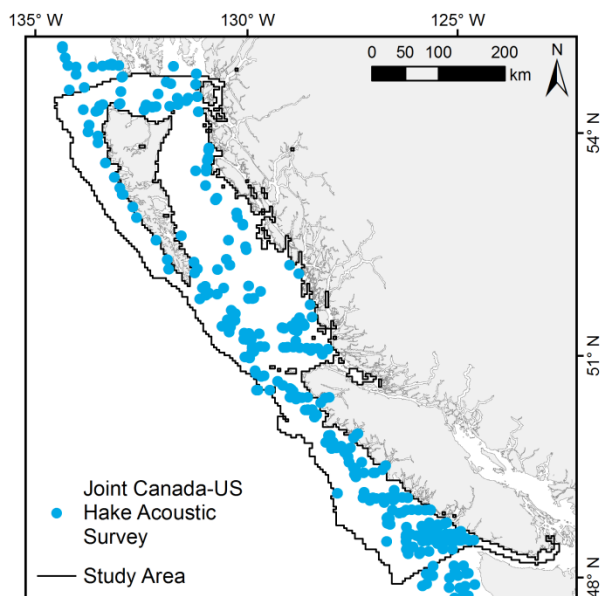 135° W 130° W 125° W
0 50 100 200
km
N
54° N
51° N
48° N
Joint Canada-US
Hake Acoustic
Survey
Study Area